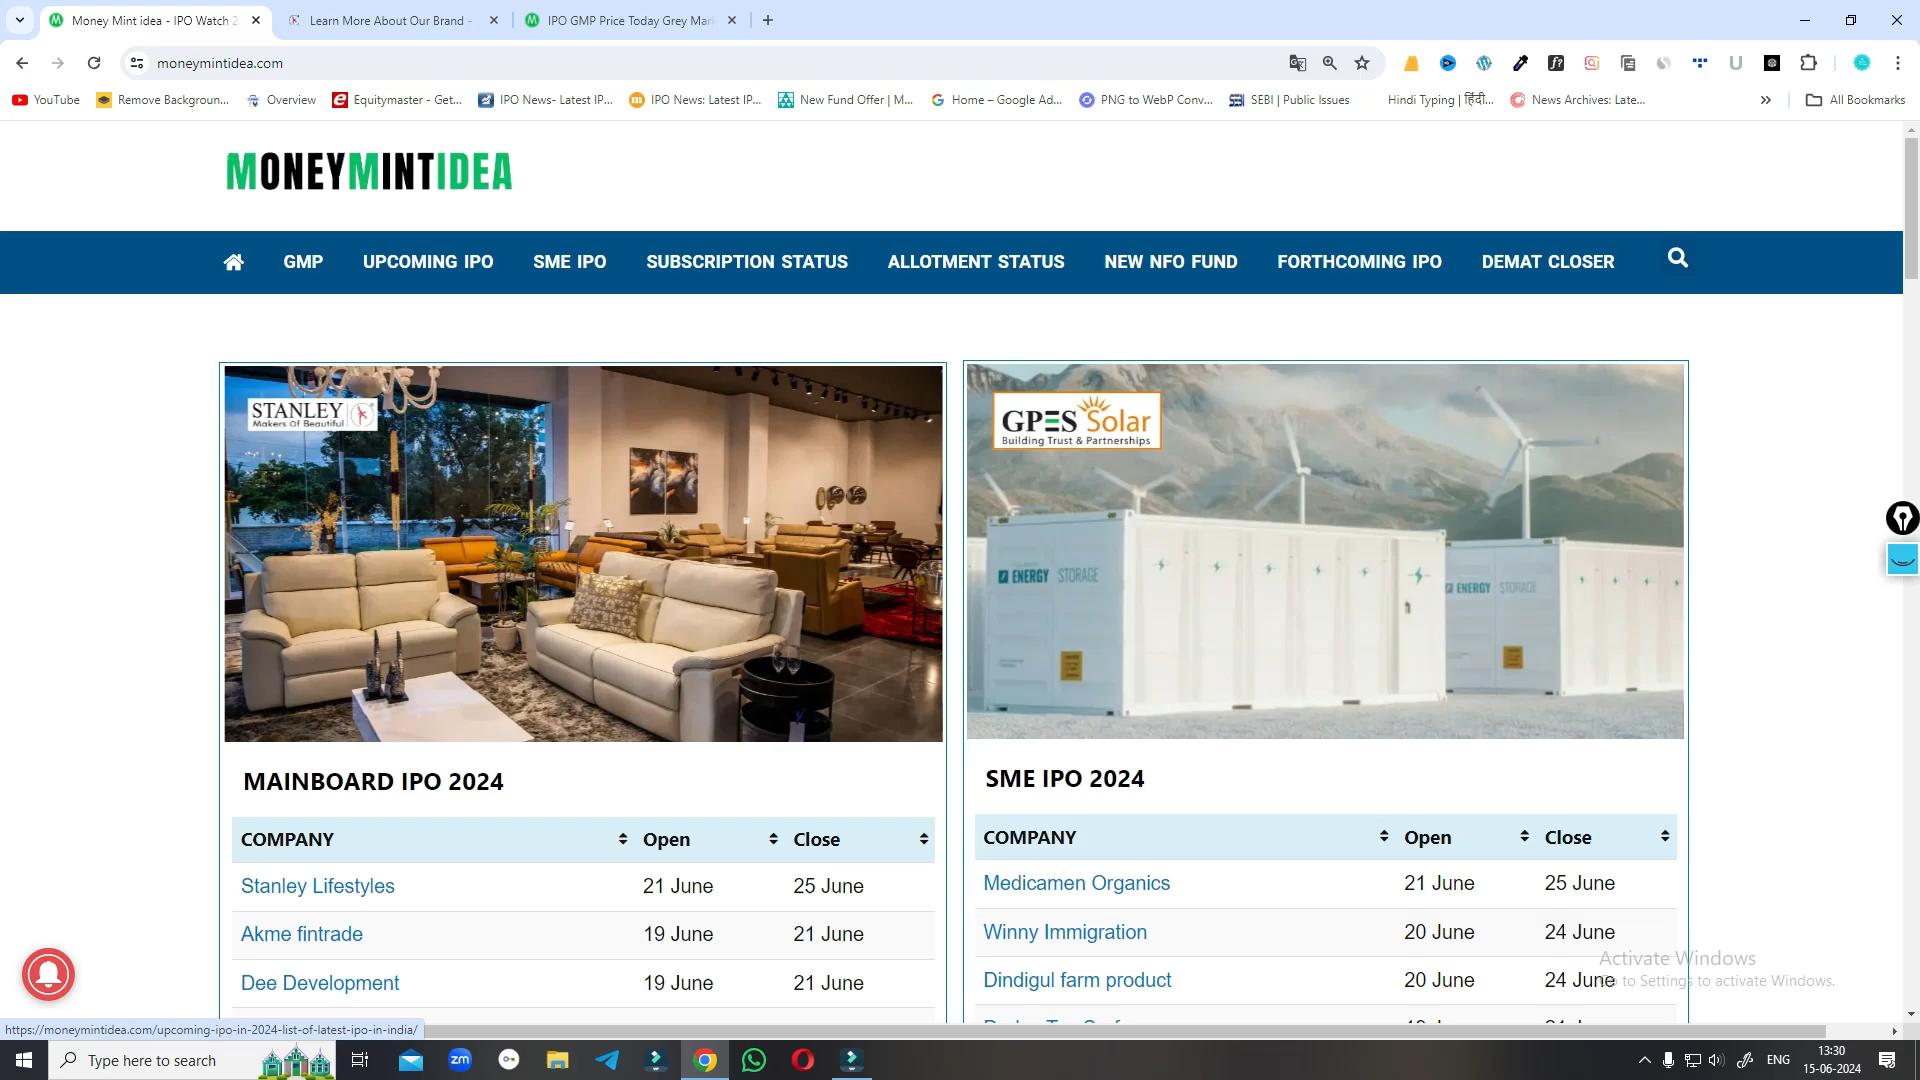 Money Mint idea - IPO Watch 2
Learn More About Our Brand -
IPO GMP Price Today Grey Mar
moneymintidea.com
YouTube
Remove Backgroun...
Overview
Equitymaster - Get...
IPO News- Latest IP...
IPO News: Latest IP...
New Fund Offer | M...
Home – Google Ad...
PNG to WebP Conv...
SEBI | Public Issues
Hindi Typing | हिंदी...
News Archives: Late...
All Bookmarks
MONEYMINTIDEA
GMP
UPCOMING IPO
SME IPO
SUBSCRIPTION STATUS
ALLOTMENT STATUS
NEW NFO FUND
FORTHCOMING IPO
DEMAT CLOSER
STANLEY
Makers Of Beautiful
GPES Solar
Building Trust & Partnerships
ENERGY STORAGE
ENERGY STORAGE
MAINBOARD IPO 2024
COMPANY Open Close
Stanley Lifestyles 21 June 25 June
Akme fintrade 19 June 21 June
Dee Development 19 June 21 June
SME IPO 2024
COMPANY Open Close
Medicamen Organics 21 June 25 June
Winny Immigration 20 June 24 June
Dindigul farm product 20 June 24 June
Activate Windows
Go to Settings to activate Windows.
https://moneymintidea.com/upcoming-ipo-in-2024-list-of-latest-ipo-in-india/
Type here to search
zm
ENG
13:30
15-06-2024